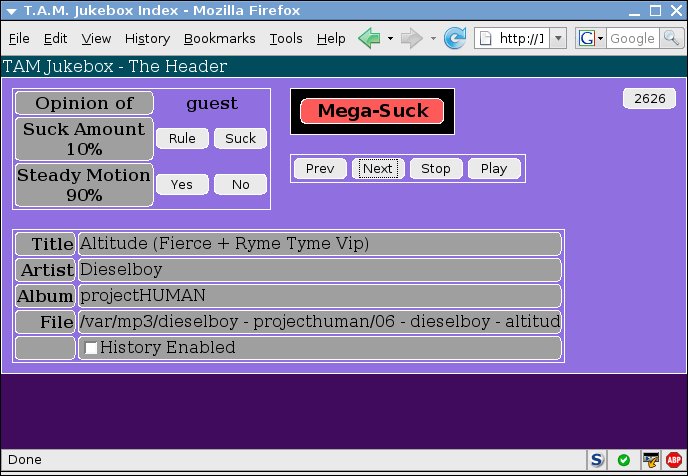 T.A.M. Jukebox Index - Mozilla Firefox
File Edit View History Bookmarks Tools Help http://1 G Google
TAM Jukebox - The Header
Opinion of guest
Suck Amount
10%
Rule Suck
Steady Motion
90%
Yes No
Mega-Suck
2626
Prev Next Stop Play
Title Altitude (Fierce + Ryme Tyme Vip)
Artist Dieselboy
Album projectHUMAN
File /var/mp3/dieselboy - projecthuman/06 - dieselboy - altitud
History Enabled
Done S ABP